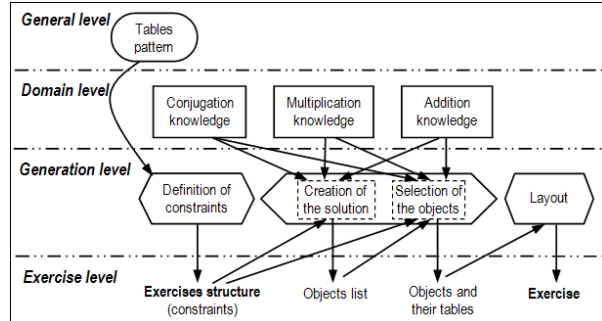 General level
Tables
pattern
Domain level
Conjugation
knowledge
Multiplication
knowledge
Addition
knowledge
Generation level
Definition of
constraints
Creation of
the solution
Selection of
the objects
Layout
Exercise level
Exercises structure
(constraints)
Objects list
Objects and
their tables
Exercise